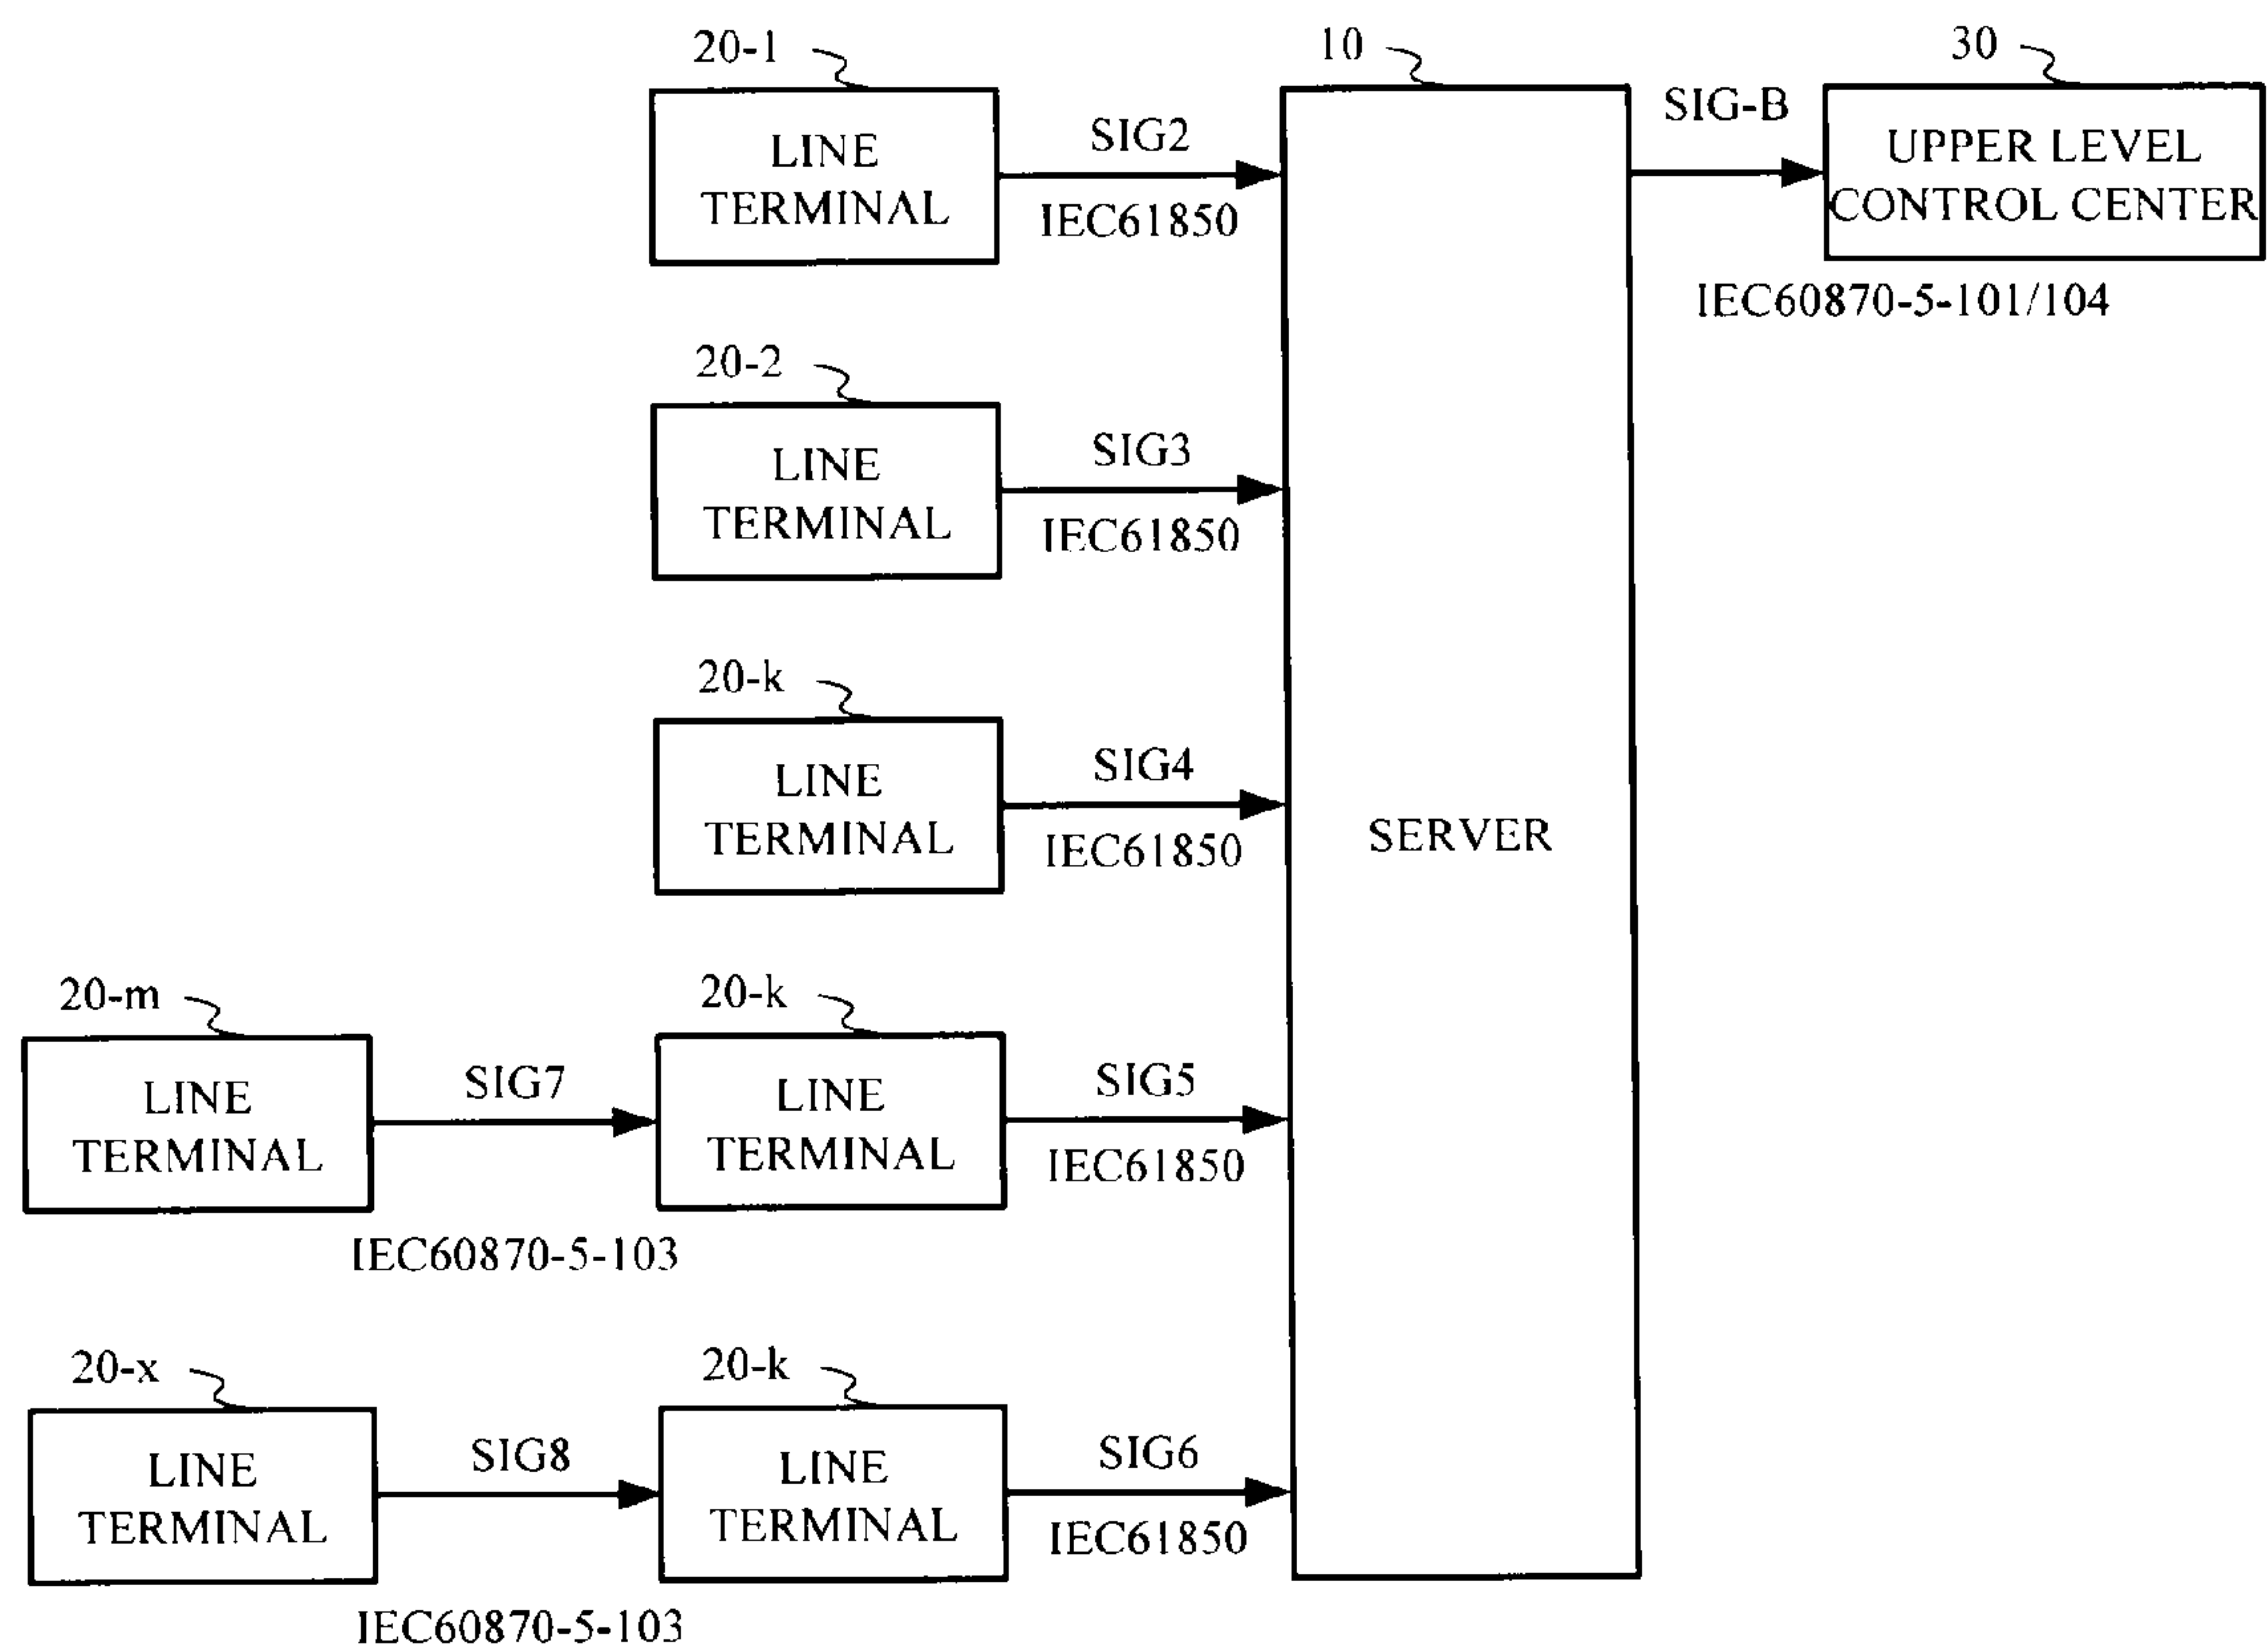 20-1
10
30
LINE
TERMINAL
SIG2
IEC61850
SIG-B
UPPER LEVEL
CONTROL CENTER
IEC60870-5-101/104
20-2
LINE
TERMINAL
SIG3
IEC61850
20-k
LINE
TERMINAL
SIG4
IEC61850
SERVER
20-m
LINE
TERMINAL
SIG7
IEC60870-5-103
20-k
LINE
TERMINAL
SIG5
IEC61850
20-x
LINE
TERMINAL
SIG8
IEC60870-5-103
20-k
LINE
TERMINAL
SIG6
IEC61850